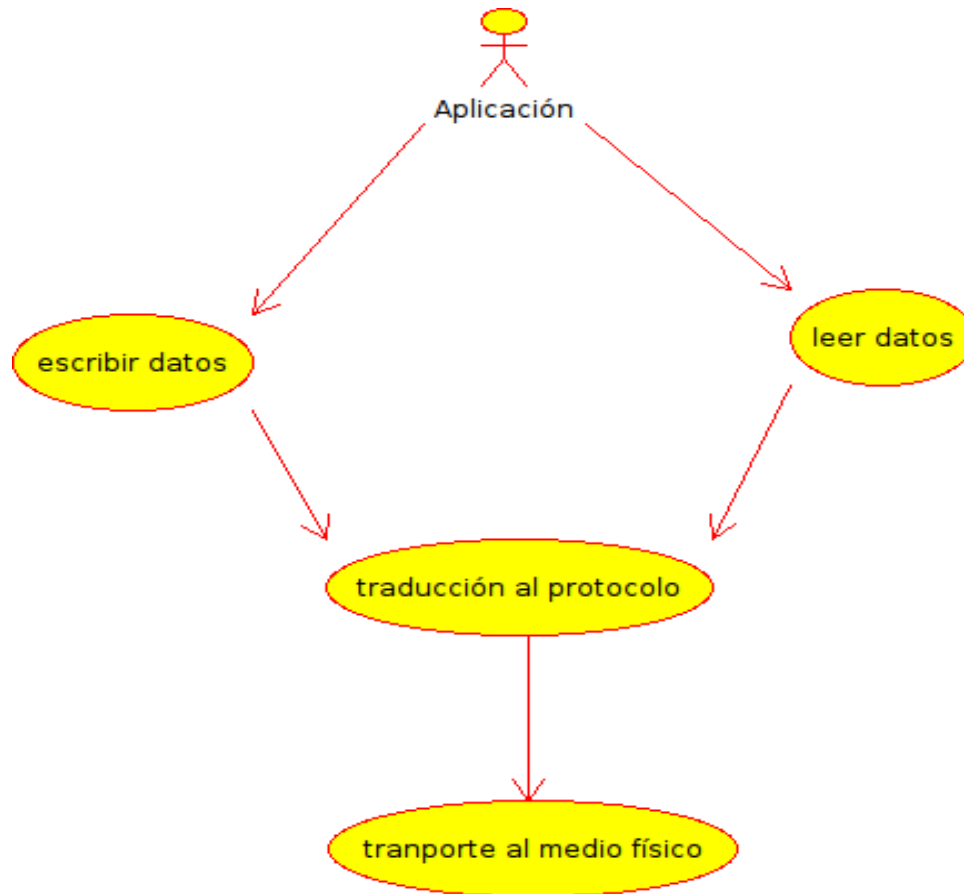 Aplicación
leer datos
escribir datos
traducción al protocolo
tranporte al medio físico